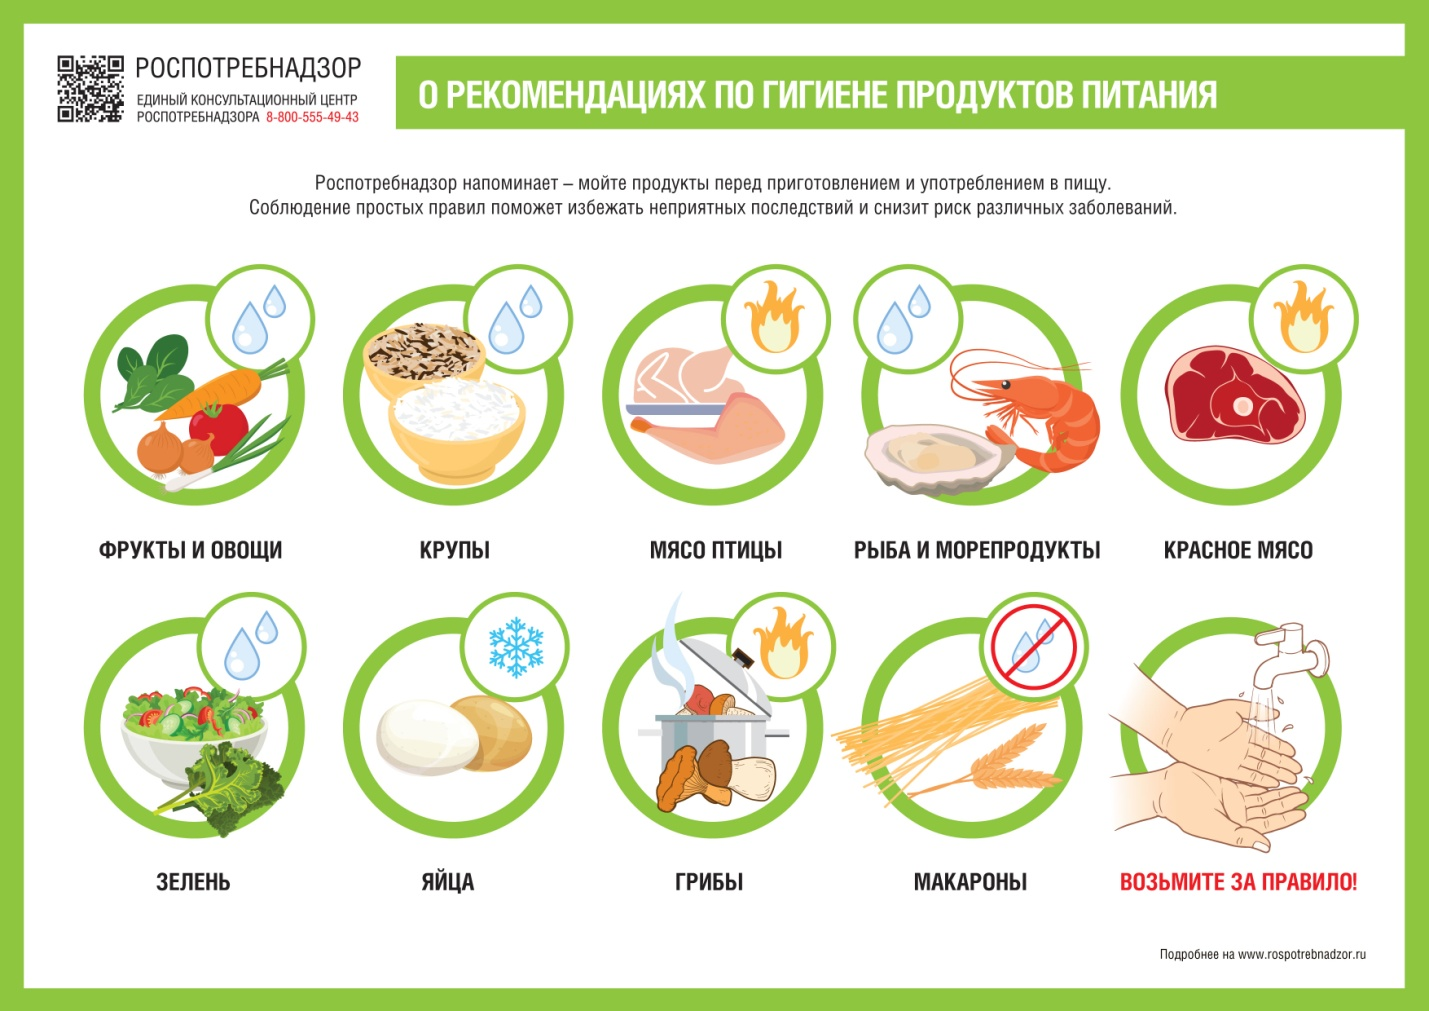 РОСПОТРЕБНАДЗОР
ЕДИНЫЙ КОНСУЛЬТАЦИОННЫЙ ЦЕНТР
РОСПОТРЕБНАДЗОРА 8-800-555-49-43
О РЕКОМЕНДАЦИЯХ ПО ГИГИЕНЕ ПРОДУКТОВ ПИТАНИЯ
Роспотребнадзор напоминает – мойте продукты перед приготовлением и употреблением в пищу.
Соблюдение простых правил поможет избежать неприятных последствий и снизит риск различных заболеваний.
ФРУКТЫ И ОВОЩИ
КРУПЫ
МЯСО ПТИЦЫ
РЫБА И МОРЕПРОДУКТЫ
КРАСНОЕ МЯСО
ЗЕЛЕНЬ
ЯЙЦА
ГРИБЫ
МАКАРОНЫ
ВОЗЬМИТЕ ЗА ПРАВИЛО!
Подробнее на www.rospotrebnadzor.ru